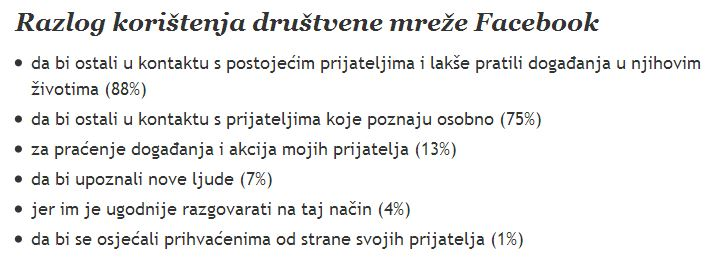 Razlog korištenja društvene mreže Facebook
• da bi ostali u kontaktu s postojećim prijateljima i lakše pratili događanja u njihovim
životima (88%)
• da bi ostali u kontaktu s prijateljima koje poznaju osobno (75%)
• za praćenje događanja i akcija mojih prijatelja (13%)
• da bi upoznali nove ljude (7%)
• jer im je ugodnije razgovarati na taj način (4%)
• da bi se osjećali prihvaćenima od strane svojih prijatelja (1%)